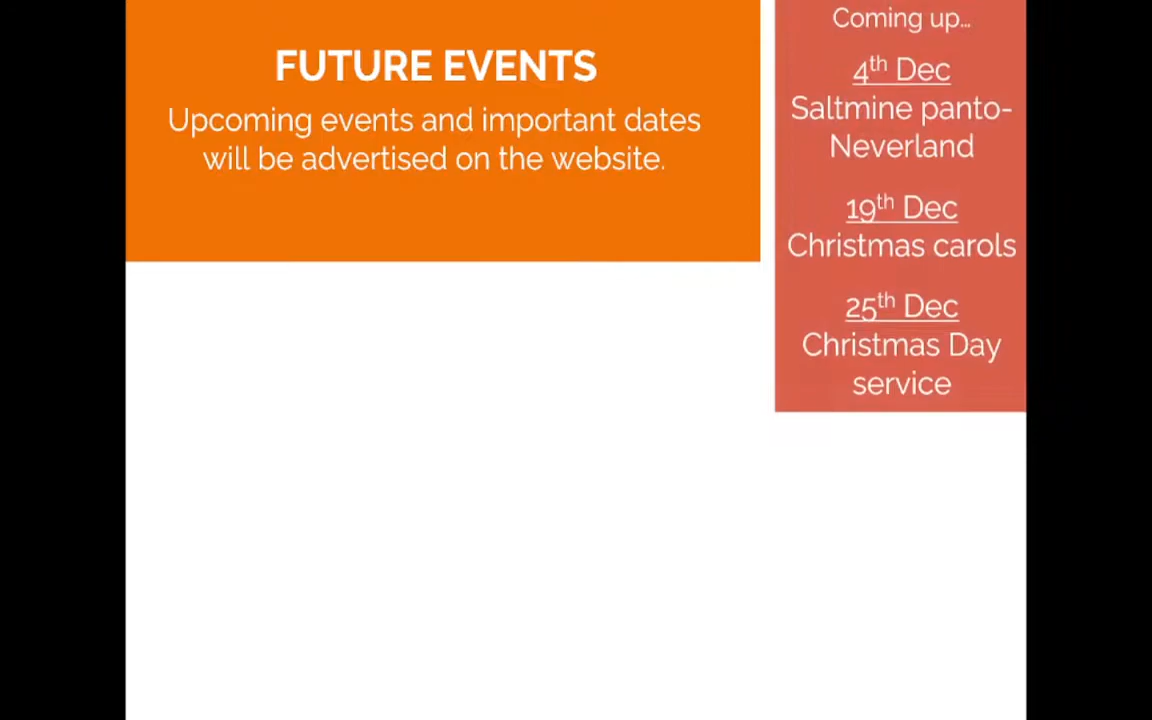 FUTURE EVENTS
Upcoming events and important dates
will be advertised on the website.
Coming up...
4th Dec
Saltmine panto-
Neverland
19th Dec
Christmas carols
25th Dec
Christmas Day
service